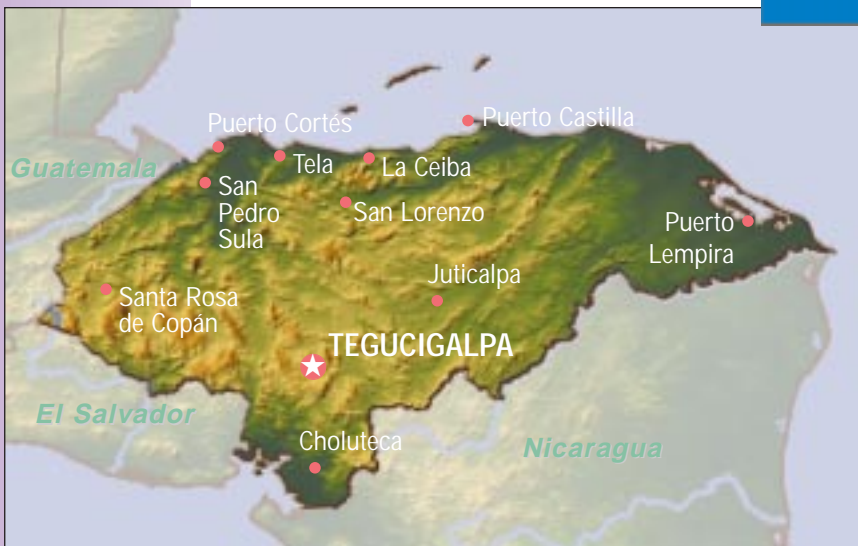 Puerto Castilla
Puerto Cortés
Guatemala
Tela
La Ceiba
San
Pedro
Sula
San Lorenzo
Puerto
Lempira
Juticalpa
Santa Rosa
de Copán
TEGUCIGALPA
El Salvador
Choluteca
Nicaragua